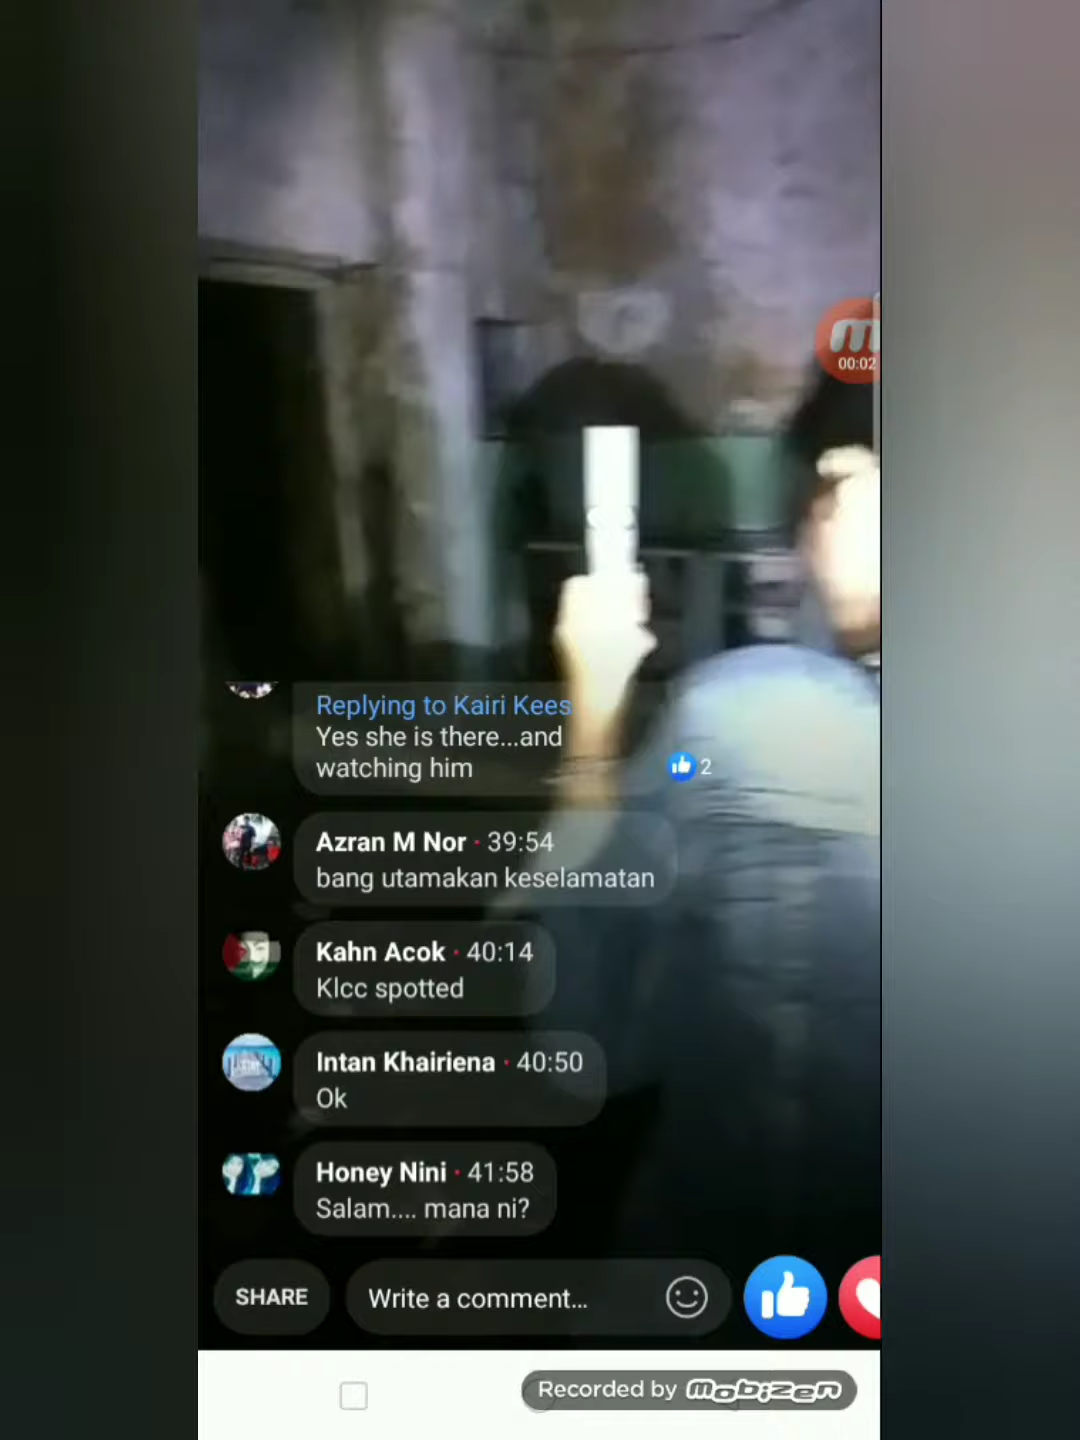 m
00:02
Replying to Kairi Kees
Yes she is there...and
watching him
2
Azran M Nor · 39:54
bang utamakan keselamatan
Kahn Acok · 40:14
Klcc spotted
Intan Khairiena · 40:50
Ok
Honey Nini · 41:58
Salam.... mana ni?
SHARE
Write a comment...
Recorded by mobizen